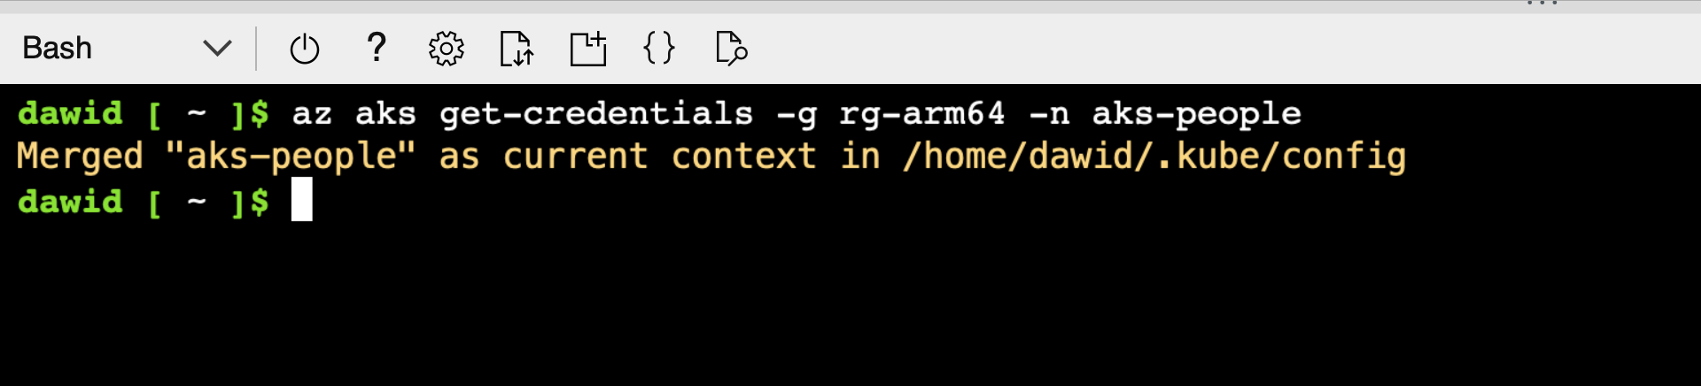 Bash
dawid [ ~ ]$ az aks get-credentials -g rg-arm64 -n aks-people
Merged "aks-people" as current context in /home/dawid/.kube/config
dawid [ ~ ]$